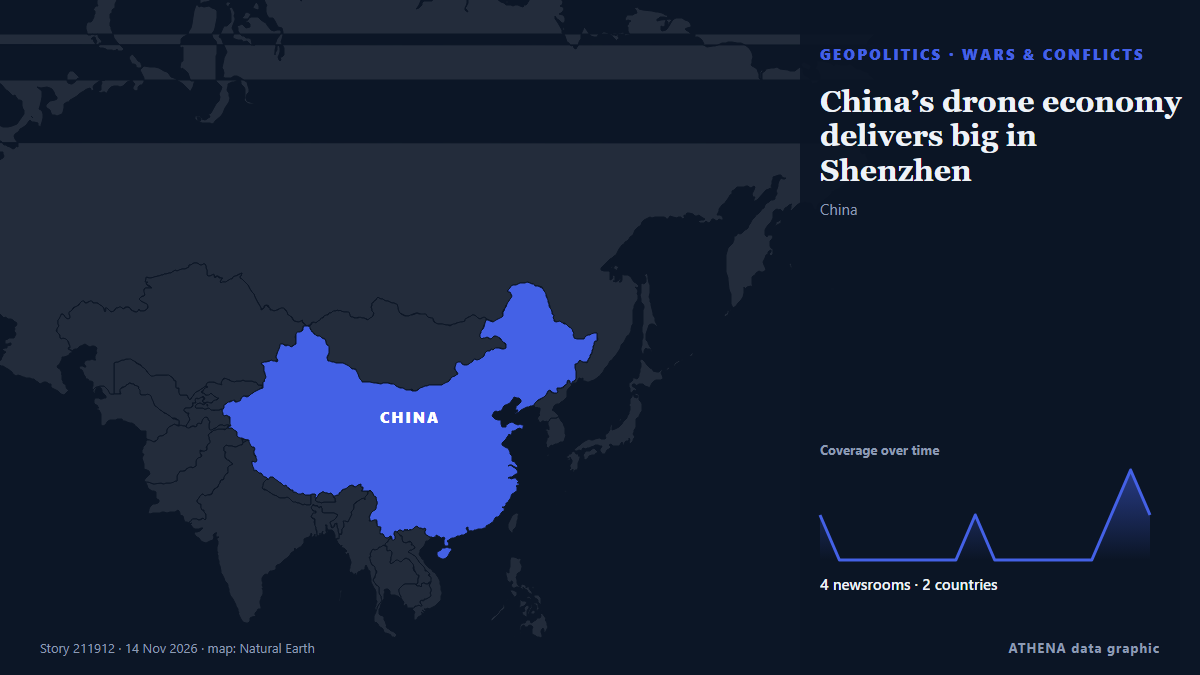 GEOPOLITICS · WARS & CONFLICTS
China’s drone economy
delivers big in
Shenzhen
China
CHINA
Coverage over time
4 newsrooms · 2 countries
Story 211912 · 14 Nov 2026 · map: Natural Earth
ATHENA data graphic